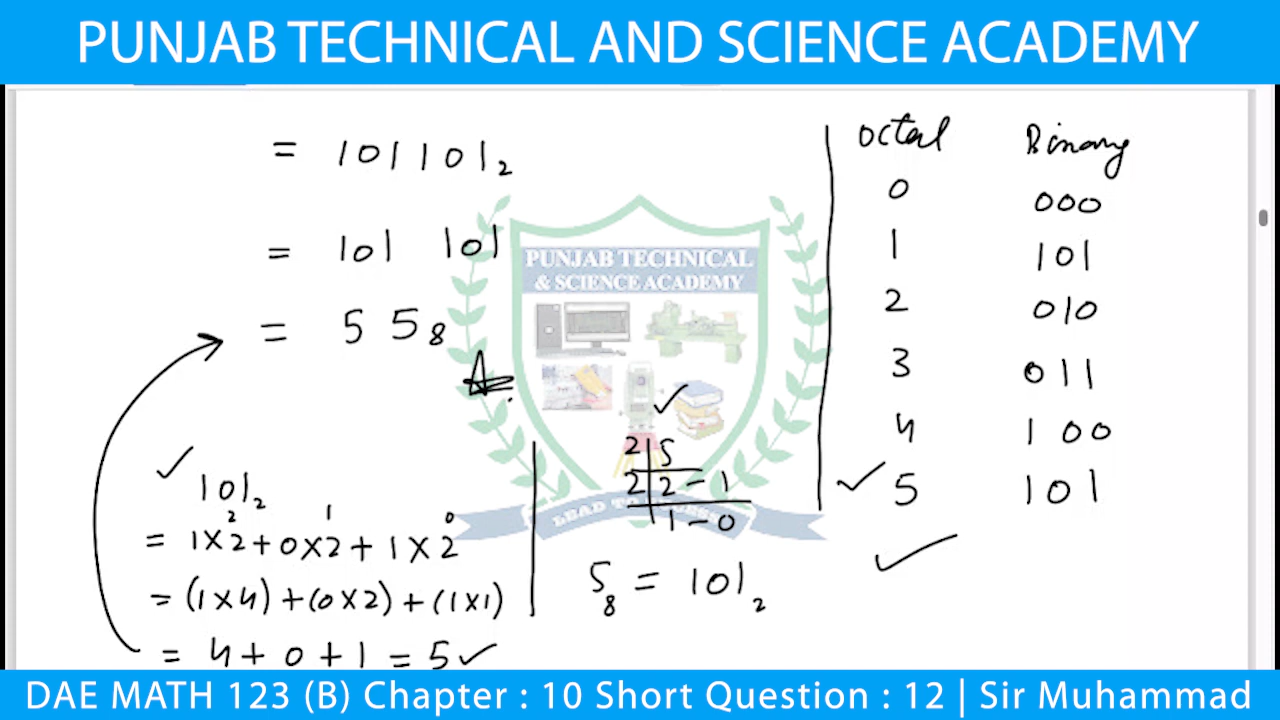 PUNJAB TECHNICAL AND SCIENCE ACADEMY
= 101101₂
= 101 101
= 5 5₈
PUNJAB TECHNICAL
& SCIENCE ACADEMY
101₂
= 1×2²+0×2¹+1×2⁰
= (1×4)+(0×2)+(1×1)
= 4+0+1=5✓
2|5
2|2-1
1-0
5₈ = 101₂
Octal Binary
0 000
1 101
2 010
3 011
4 100
✓ 5 101
DAE MATH 123 (B) Chapter : 10 Short Question : 12 | Sir Muhammad